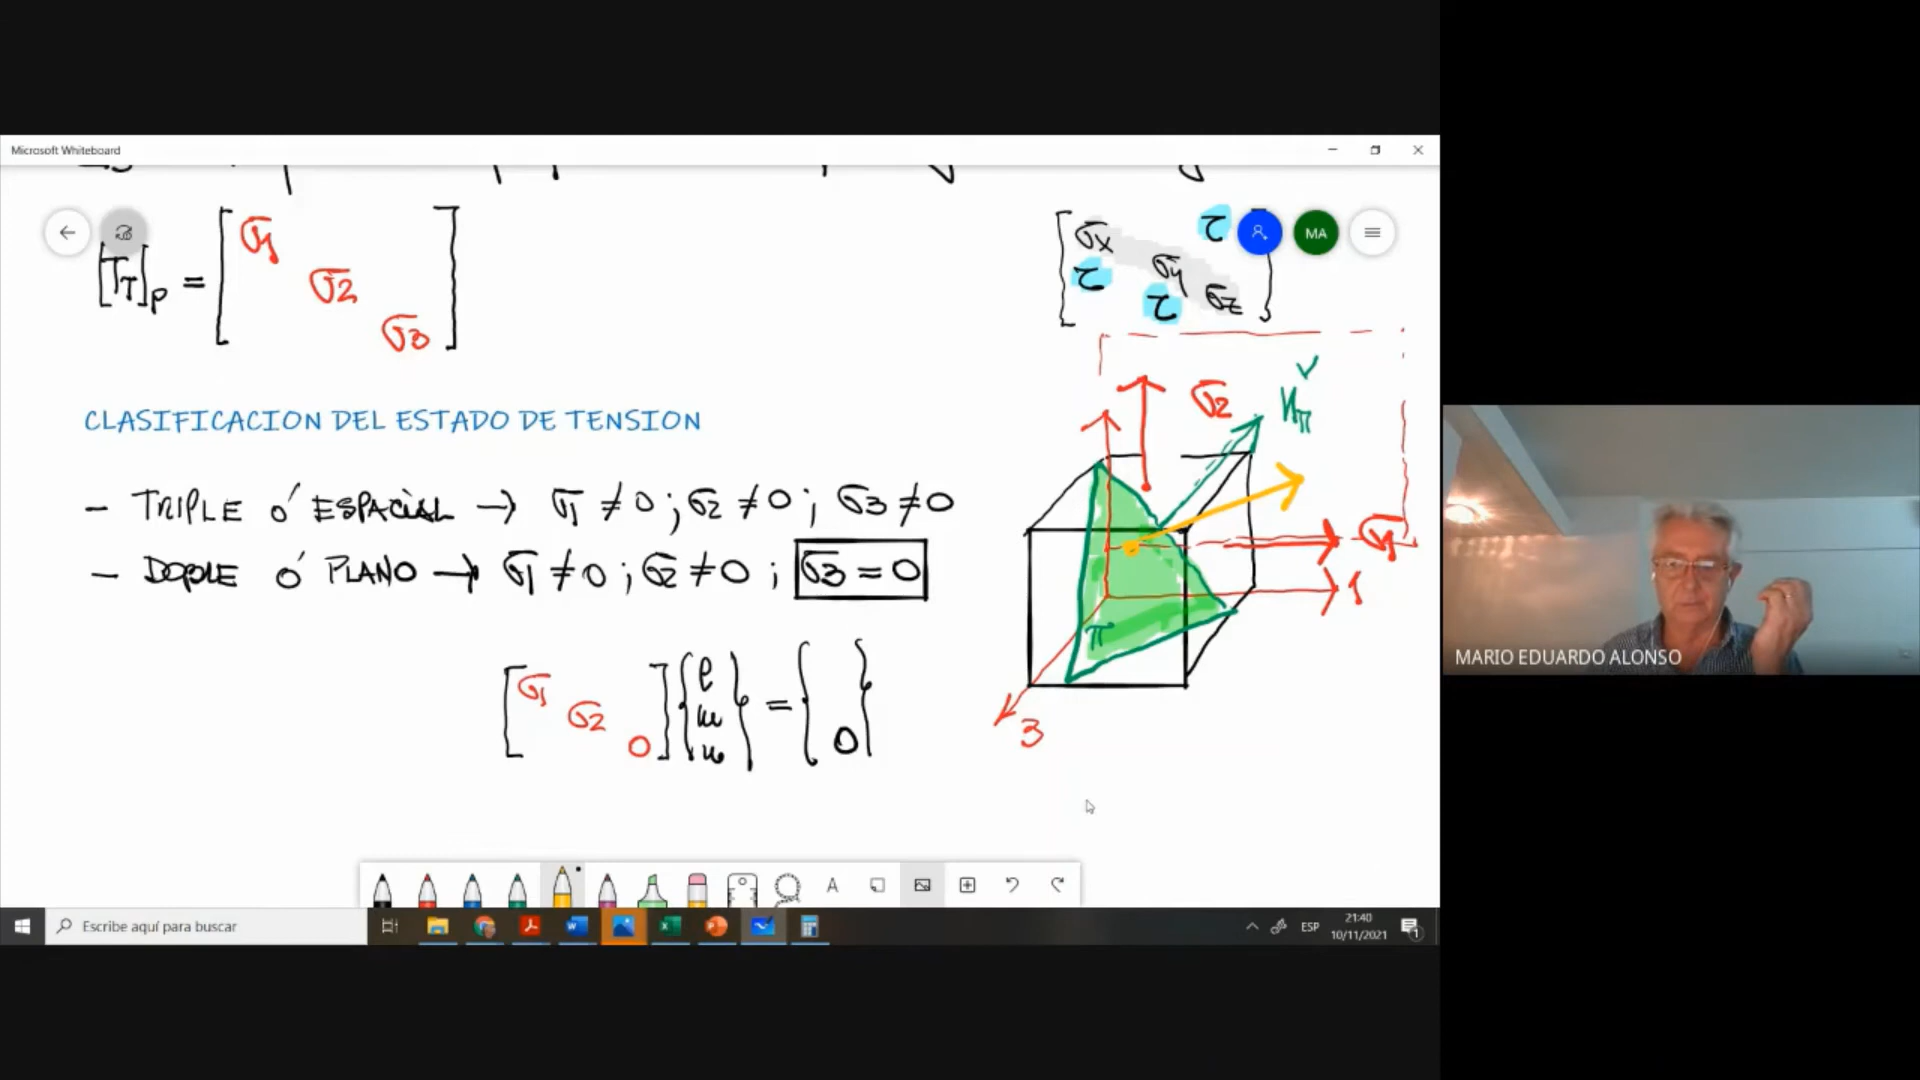 Microsoft Whiteboard
MA
[T_T]_P = [σ1 σ2 σ3]
[σx τ τ σy τ σz]
CLASIFICACION DEL ESTADO DE TENSION
- TRIPLE Ó ESPACIAL → σ1 ≠ 0 ; σ2 ≠ 0 ; σ3 ≠ 0
- DOBLE Ó PLANO → σ1 ≠ 0 ; σ2 ≠ 0 ; σ3 = 0
[σ1 σ2 0] {l m n} = { 0 }
σ2
π
σ1
1
3
MARIO EDUARDO ALONSO
A
Escribe aquí para buscar
ESP
21:40
10/11/2021
1